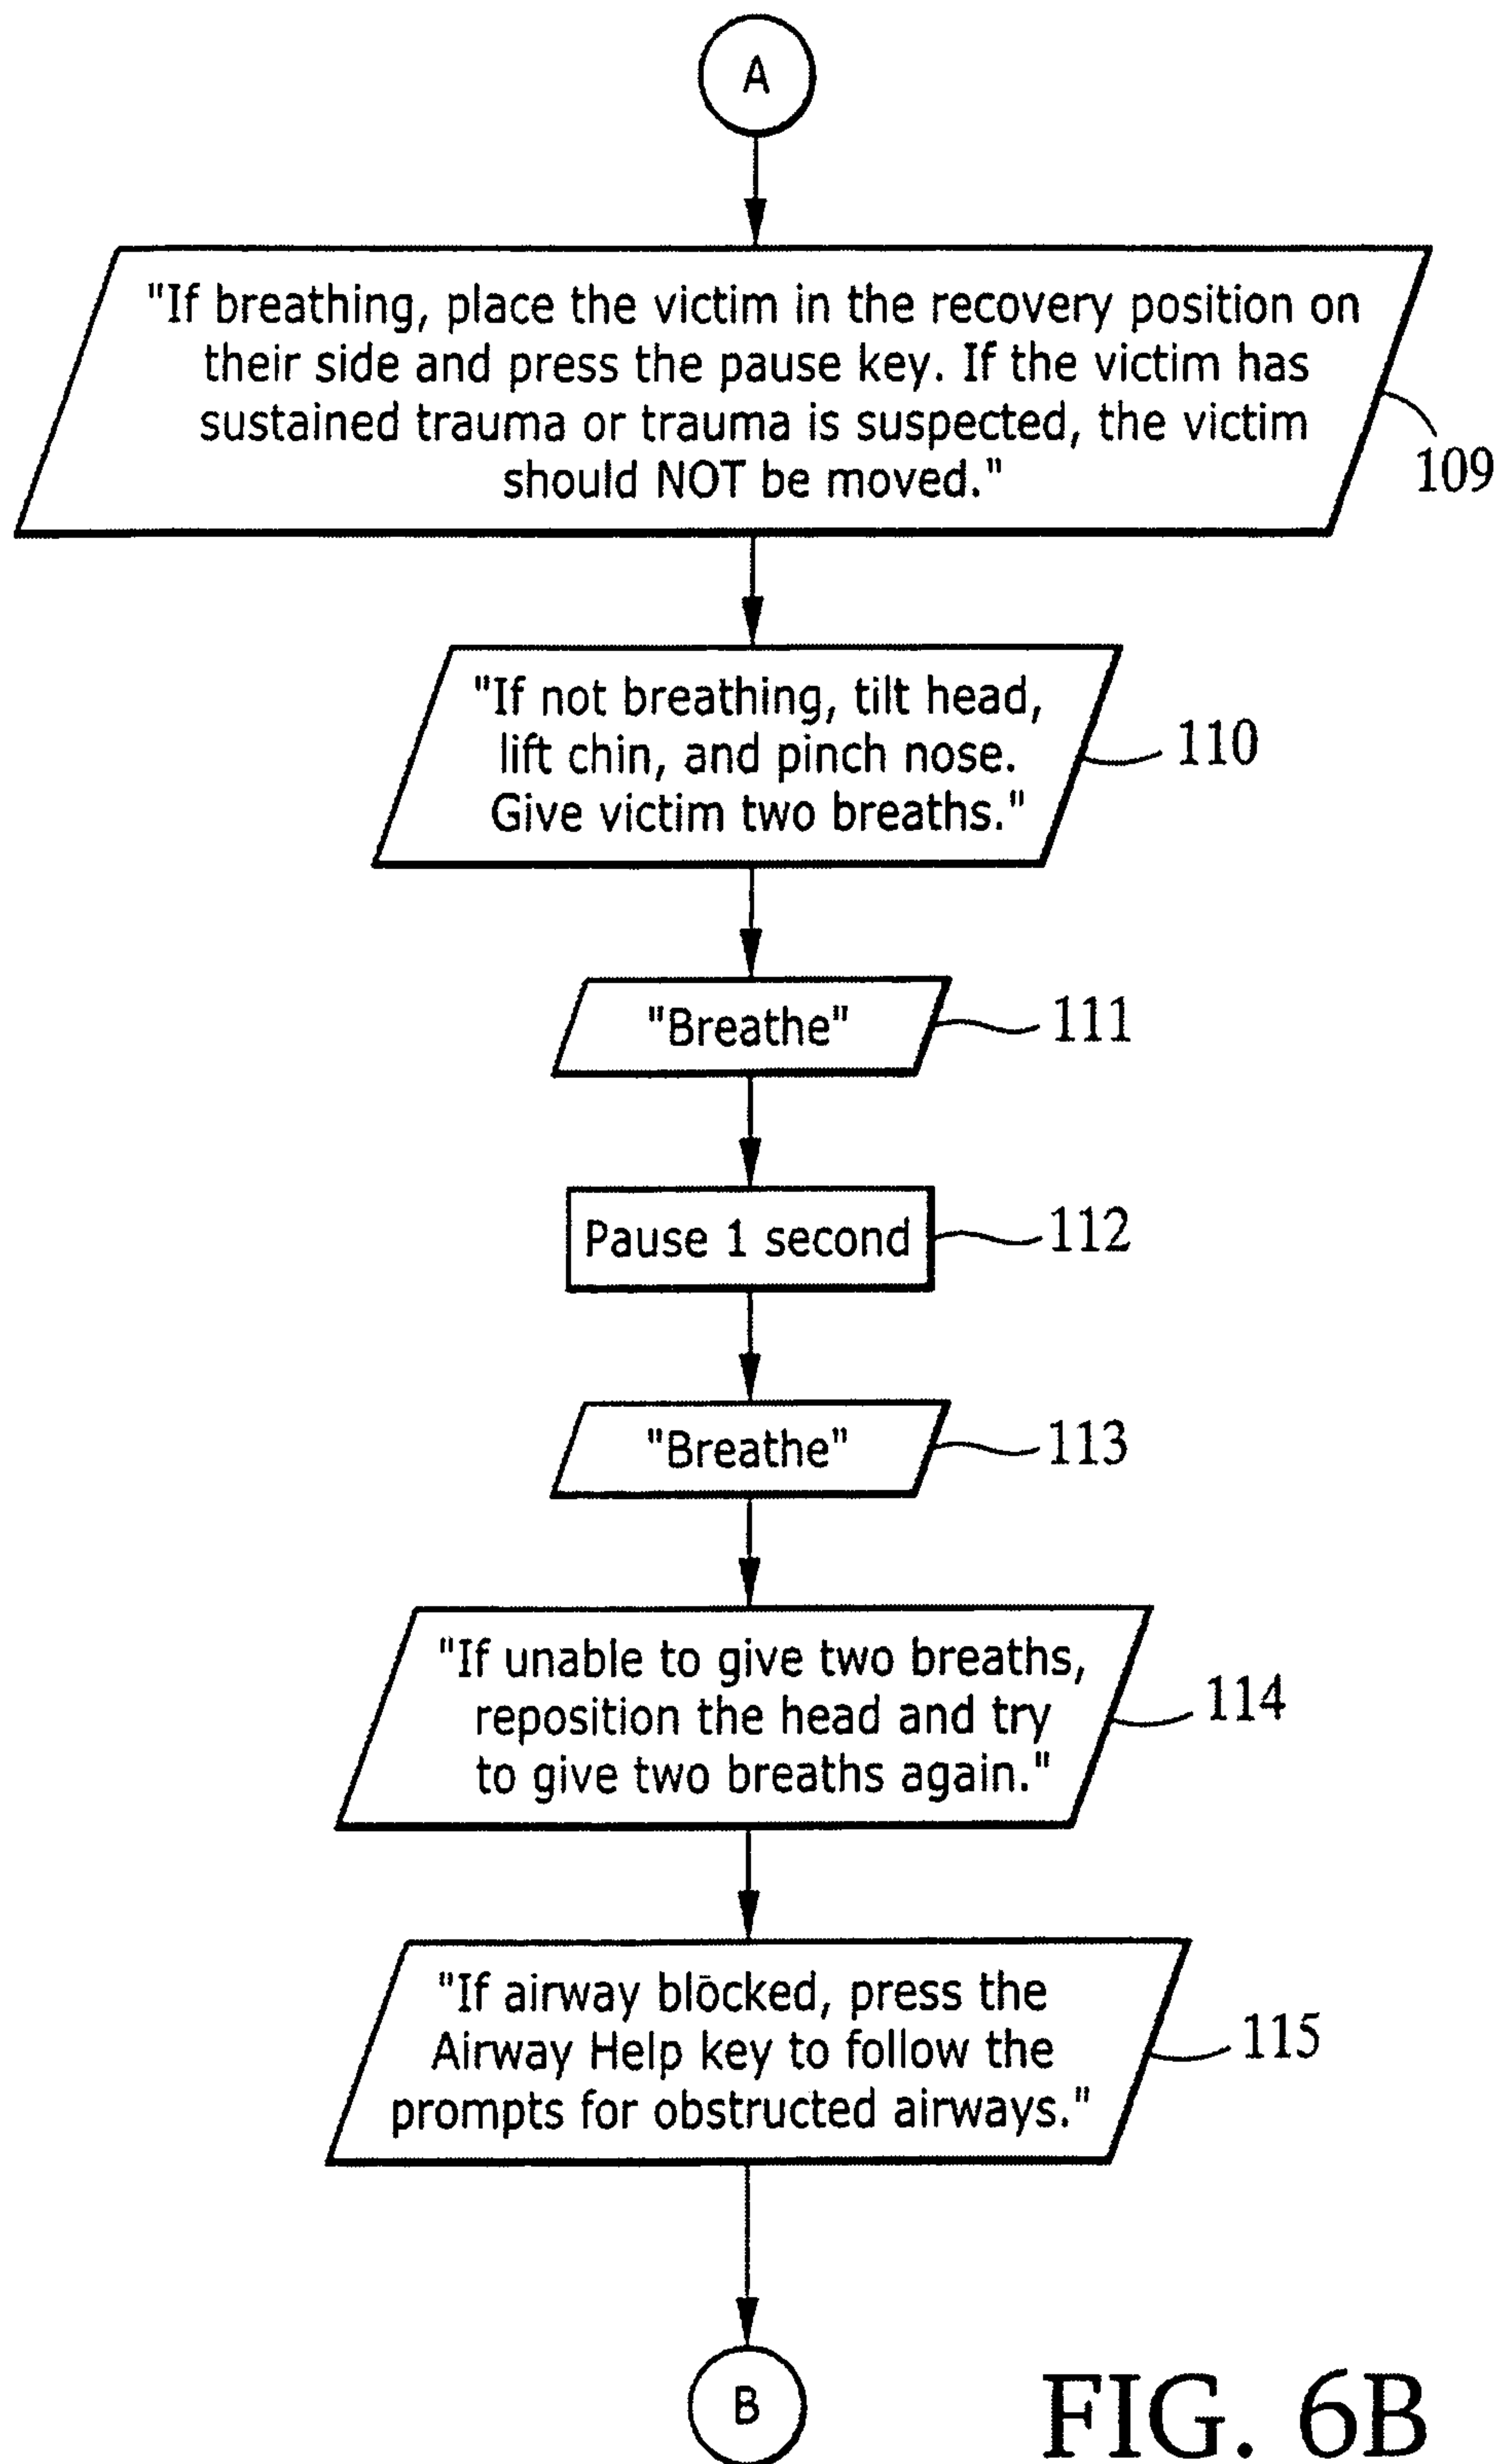 A
"If breathing, place the victim in the recovery position on
their side and press the pause key. If the victim has
sustained trauma or trauma is suspected, the victim
should NOT be moved."
109
"If not breathing, tilt head,
lift chin, and pinch nose.
Give victim two breaths."
110
"Breathe"
111
Pause 1 second
112
"Breathe"
113
"If unable to give two breaths,
reposition the head and try
to give two breaths again."
114
"If airway blocked, press the
Airway Help key to follow the
prompts for obstructed airways."
115
B
FIG. 6B